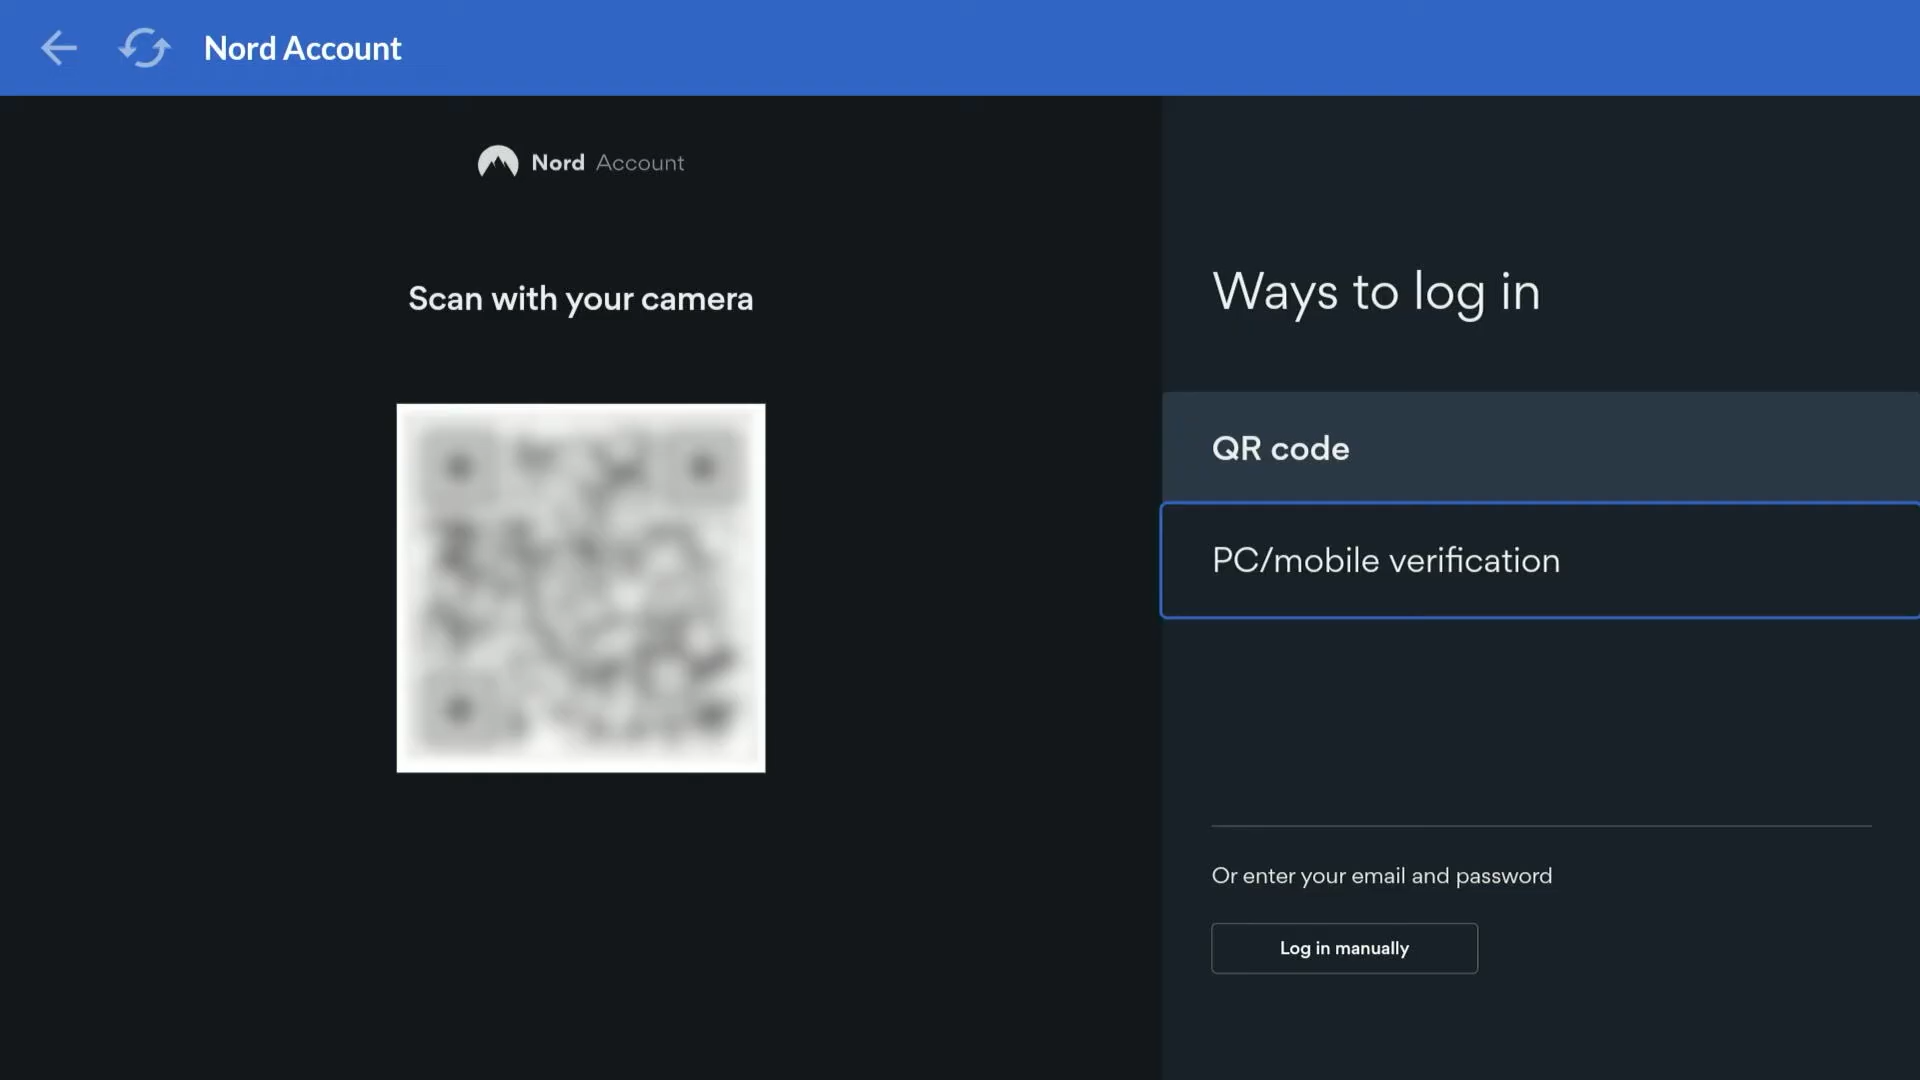 Nord Account
Nord Account
Scan with your camera
Ways to log in
QR code
PC/mobile verification
Or enter your email and password
Log in manually